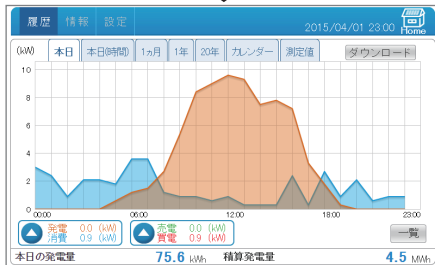 履歴 情報 設定 2015/04/01 23:00 Home
(kW) 本日 本日(時間) 1ヵ月 1年 20年 カレンダー 測定値 ダウンロード
10
8
6
4
2
0
00:00 06:00 12:00 18:00 23:00
発電 0.0 (kW) 売電 0.0 (kW) 一覧
消費 0.9 (kW) 買電 0.9 (kW)
本日の発電量 75.6 kWh 積算発電量 4.5 MWh